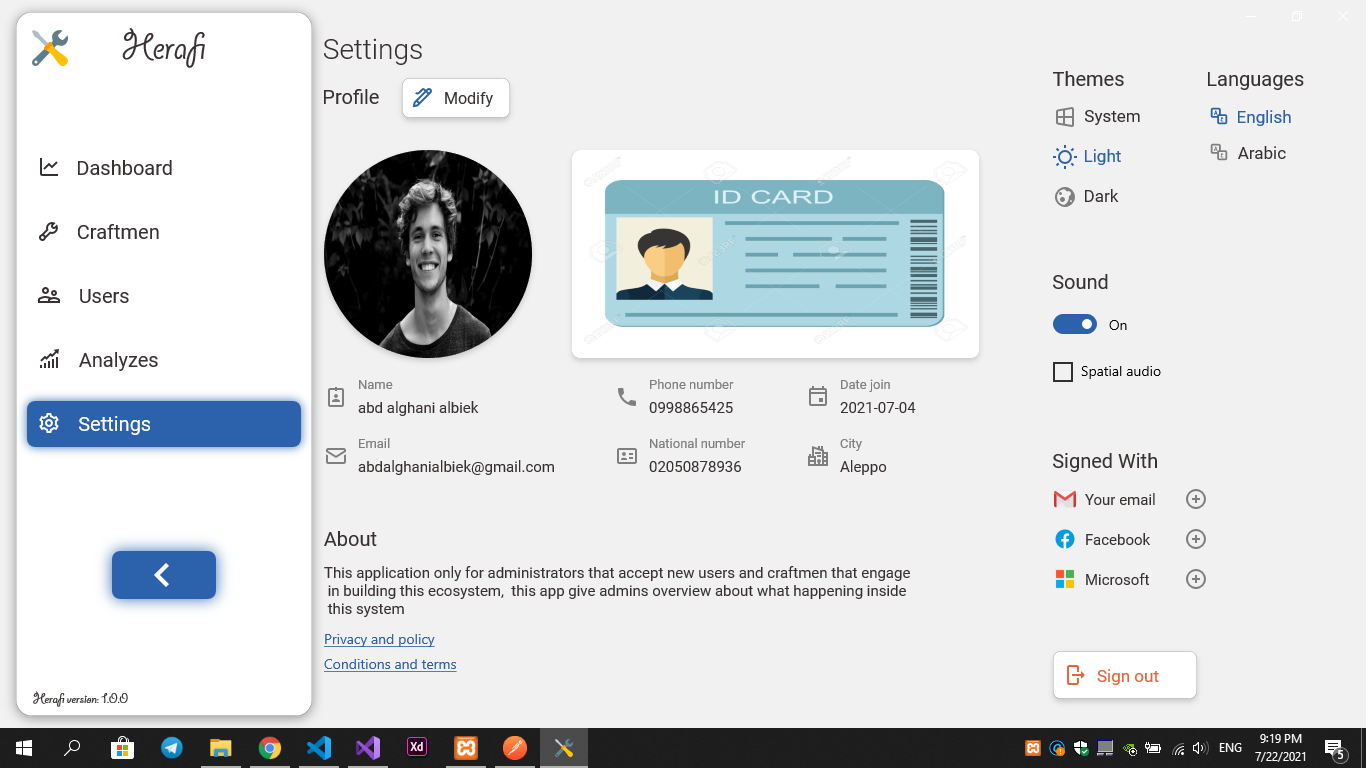 Herafi
Dashboard
Craftmen
Users
Analyzes
Settings
Herafi version: 1.0.0
Settings
Profile
Modify
ID CARD
Name
abd alghani albiek
Phone number
0998865425
Date join
2021-07-04
Email
abdalghanialbiek@gmail.com
National number
02050878936
City
Aleppo
About
This application only for administrators that accept new users and craftmen that engage
in building this ecosystem, this app give admins overview about what happening inside
this system
Privacy and policy
Conditions and terms
Themes
System
Light
Dark
Languages
English
Arabic
Sound
On
Spatial audio
Signed With
Your email
Facebook
Microsoft
Sign out
Xd
ENG
9:19 PM
7/22/2021
5